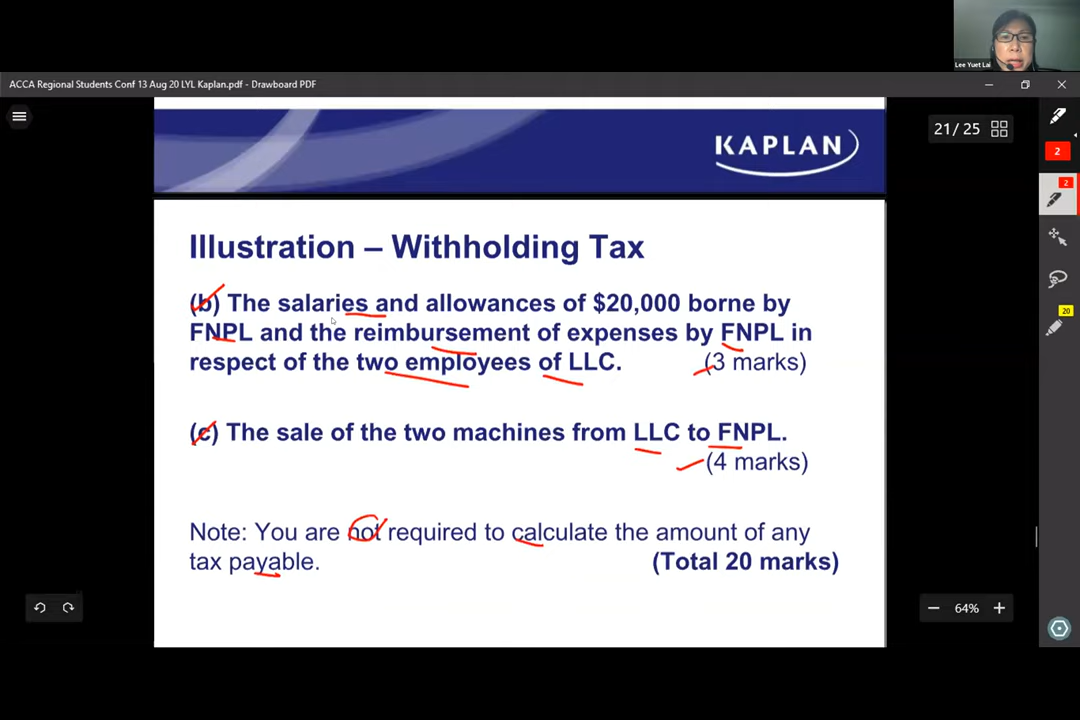 Lee Yuet Lai
ACCA Regional Students Conf 13 Aug 20 LYL Kaplan.pdf - Drawboard PDF
21 / 25
2
2
20
KAPLAN
Illustration – Withholding Tax
(b) The salaries and allowances of $20,000 borne by
FNPL and the reimbursement of expenses by FNPL in
respect of the two employees of LLC. (3 marks)
(c) The sale of the two machines from LLC to FNPL.
(4 marks)
Note: You are not required to calculate the amount of any
tax payable. (Total 20 marks)
64%